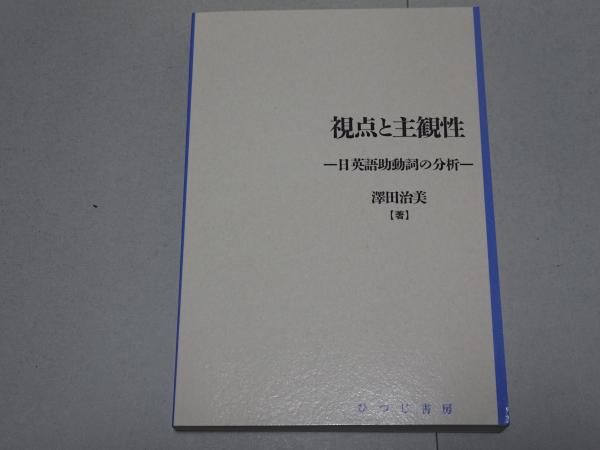 視点と主観性
―日英語助動詞の分析―
澤田治美
【著】
ひつじ書房